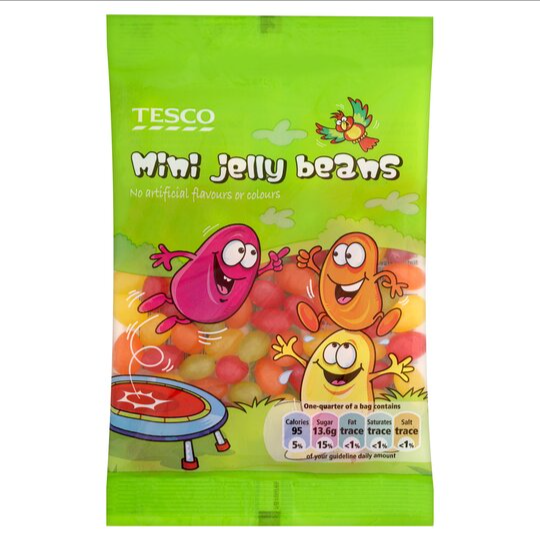 TESCO
Mini jelly beans
No artificial flavours or colours
One-quarter of a bag contains
Calories Sugar Fat Saturates Salt
95 13.6g trace trace trace
5% 15% <1% <1% <1%
of your guideline daily amount